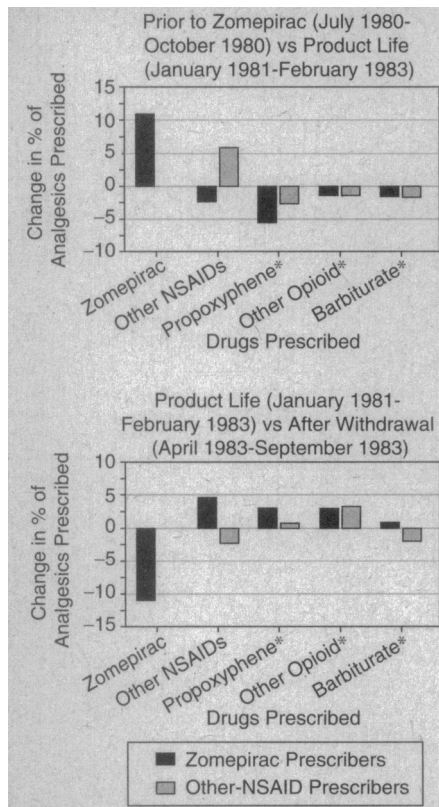 Prior to Zomepirac (July 1980-
October 1980) vs Product Life
(January 1981-February 1983)
Change in % of
Analgesics Prescribed
15
10
5
0
−5
−10
Zomepirac
Other NSAIDs
Propoxyphene*
Other Opioid*
Barbiturate*
Drugs Prescribed
Product Life (January 1981-
February 1983) vs After Withdrawal
(April 1983-September 1983)
Change in % of
Analgesics Prescribed
10
5
0
−5
−10
−15
Zomepirac
Other NSAIDs
Propoxyphene*
Other Opioid*
Barbiturate*
Drugs Prescribed
Zomepirac Prescribers
Other-NSAID Prescribers